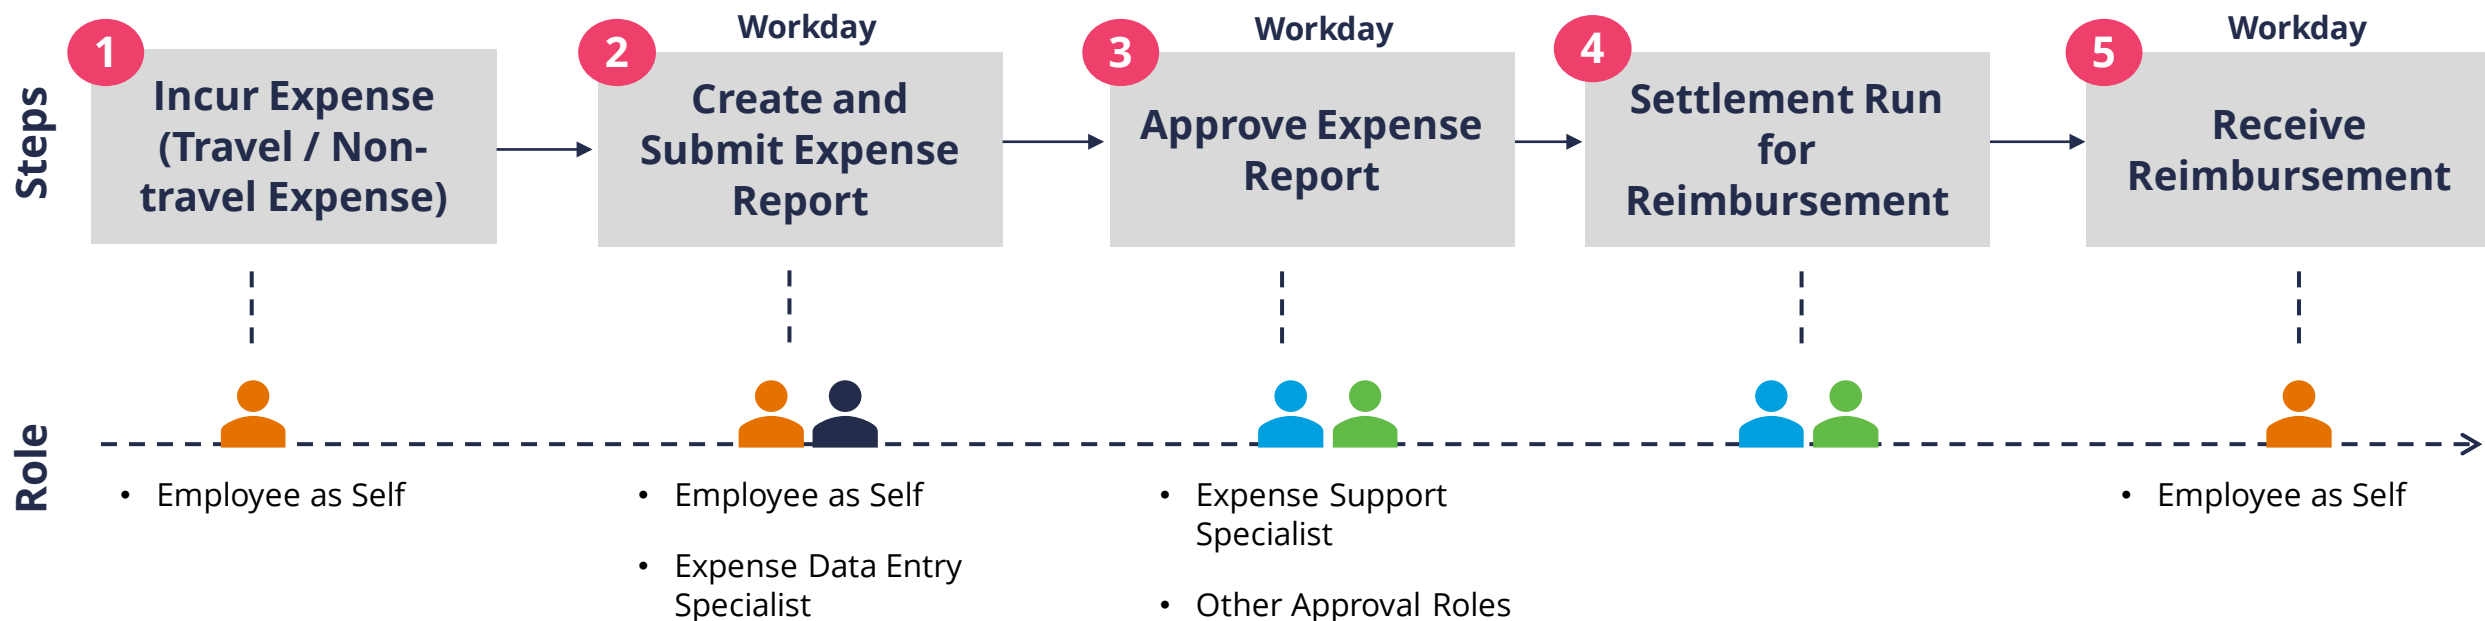 Steps
1
Incur Expense
(Travel / Non-
travel Expense)
Workday
2
Create and
Submit Expense
Report
Workday
3
Approve Expense
Report
4
Settlement Run
for
Reimbursement
Workday
5
Receive
Reimbursement
Role
• Employee as Self
• Employee as Self
• Expense Data Entry
Specialist
• Expense Support
Specialist
• Other Approval Roles
• Employee as Self